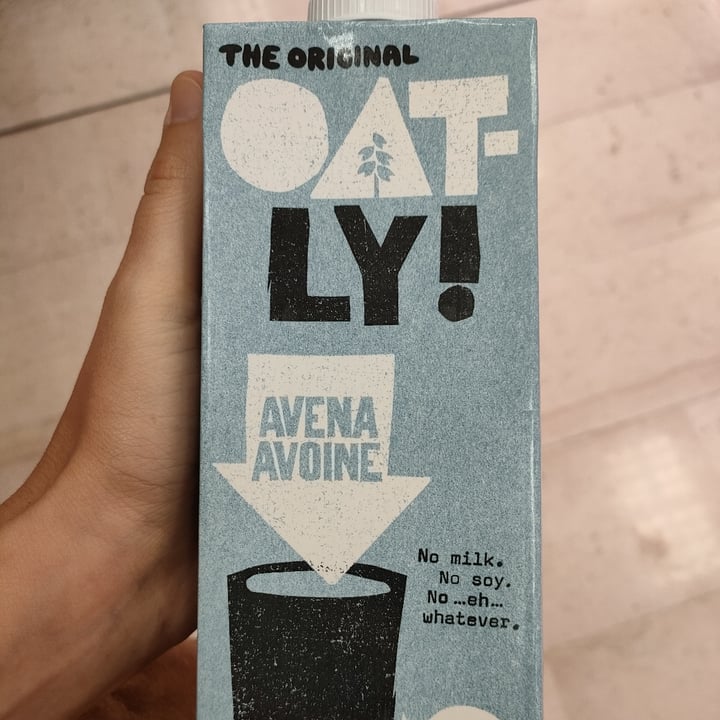 THE ORIGINAL
OAT-
LY!
AVENA
AVOINE
No milk.
No soy.
No ...eh...
whatever.